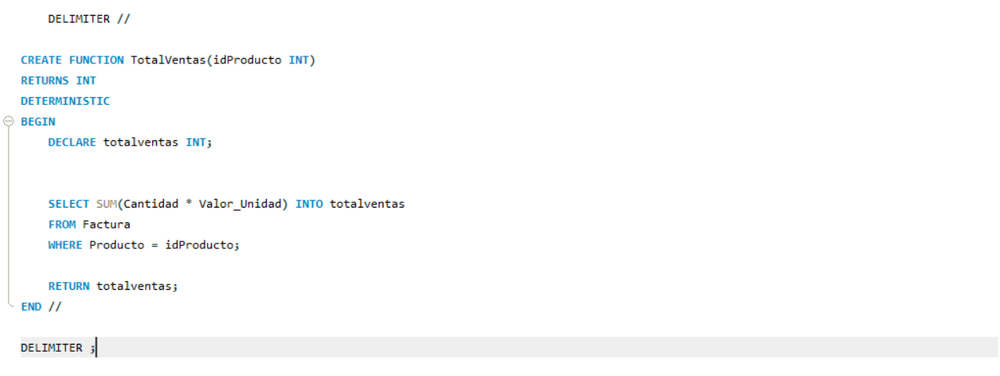 DELIMITER //
CREATE FUNCTION TotalVentas(idProducto INT)
RETURNS INT
DETERMINISTIC
BEGIN
DECLARE totalventas INT;
SELECT SUM(Cantidad * Valor_Unidad) INTO totalventas
FROM Factura
WHERE Producto = idProducto;
RETURN totalventas;
END //
DELIMITER ;